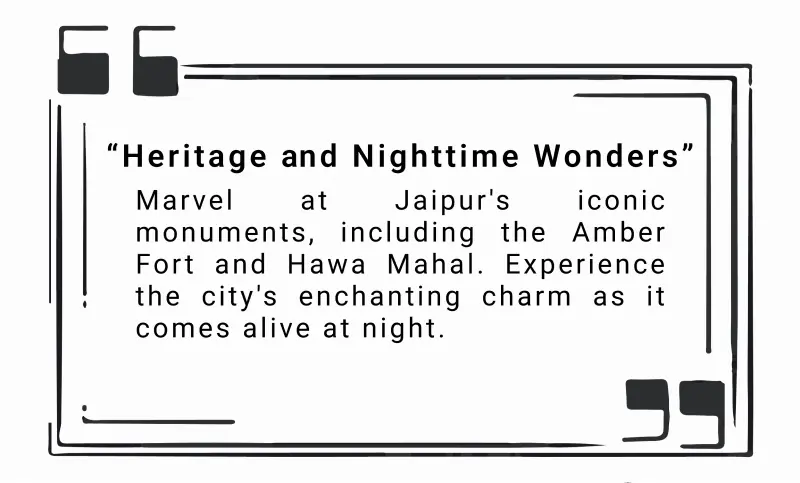 “Heritage and Nighttime Wonders”
Marvel at Jaipur's iconic
monuments, including the Amber
Fort and Hawa Mahal. Experience
the city's enchanting charm as it
comes alive at night.